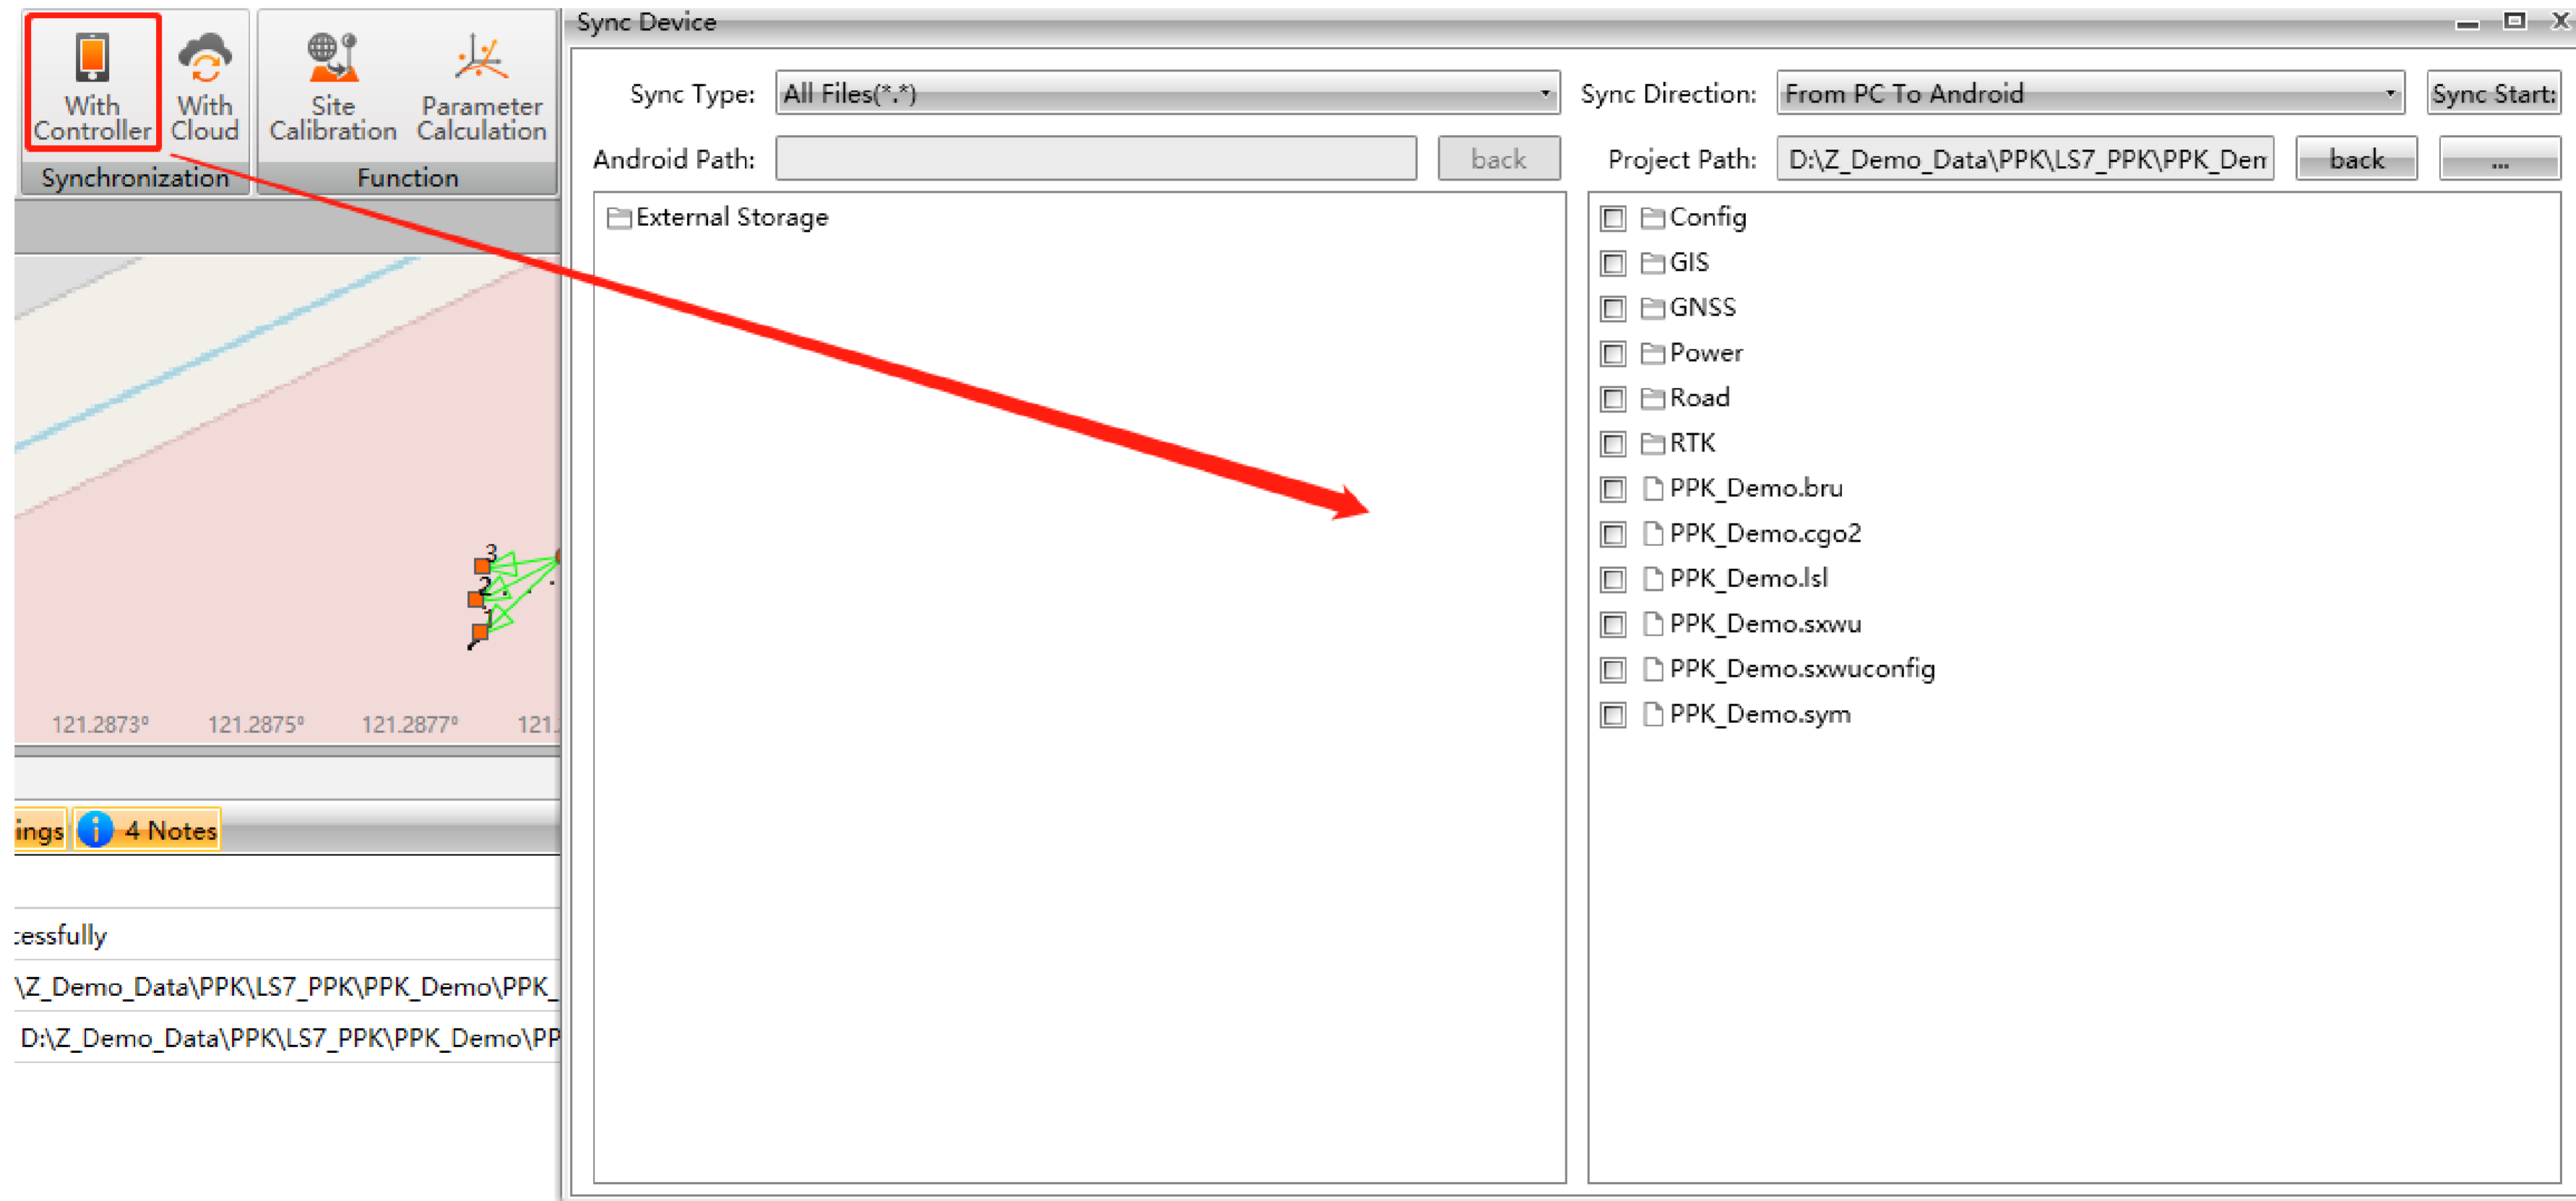 With Controller
With Cloud
Synchronization
Site Calibration
Parameter Calculation
Function
Sync Device
Sync Type:
All Files(*.*)
Sync Direction:
From PC To Android
Sync Start:
Android Path:
back
Project Path:
D:\Z_Demo_Data\PPK\LS7_PPK\PPK_Dem
back
...
External Storage
Config
GIS
GNSS
Power
Road
RTK
PPK_Demo.bru
PPK_Demo.cgo2
PPK_Demo.lsl
PPK_Demo.sxwu
PPK_Demo.sxwuconfig
PPK_Demo.sym
3
2
1
121.2873°
121.2875°
121.2877°
121.
ings
4 Notes
cessfully
\Z_Demo_Data\PPK\LS7_PPK\PPK_Demo\PPK_
D:\Z_Demo_Data\PPK\LS7_PPK\PPK_Demo\PP